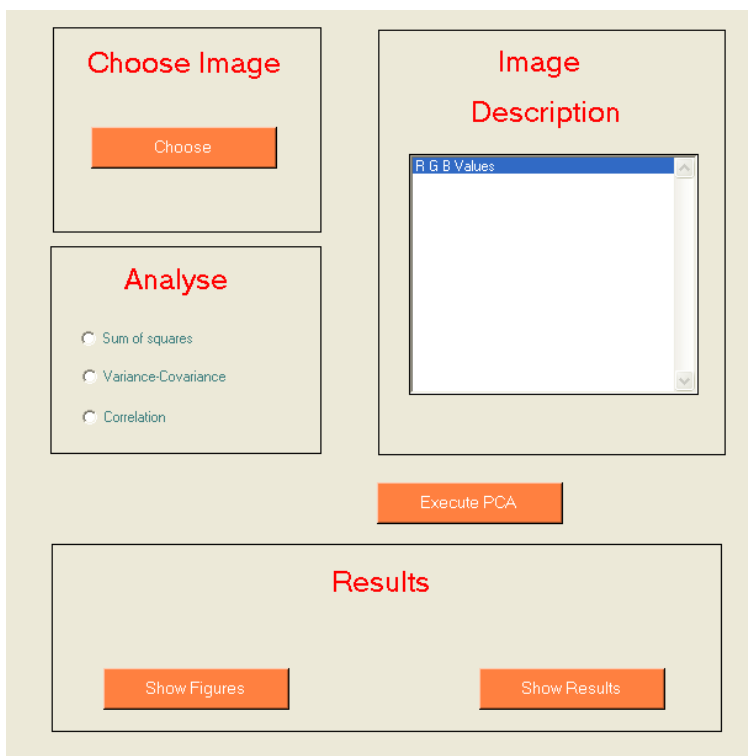 Choose Image
Choose
Analyse
Sum of squares
Variance-Covariance
Correlation
Image
Description
R G B Values
Execute PCA
Results
Show Figures
Show Results